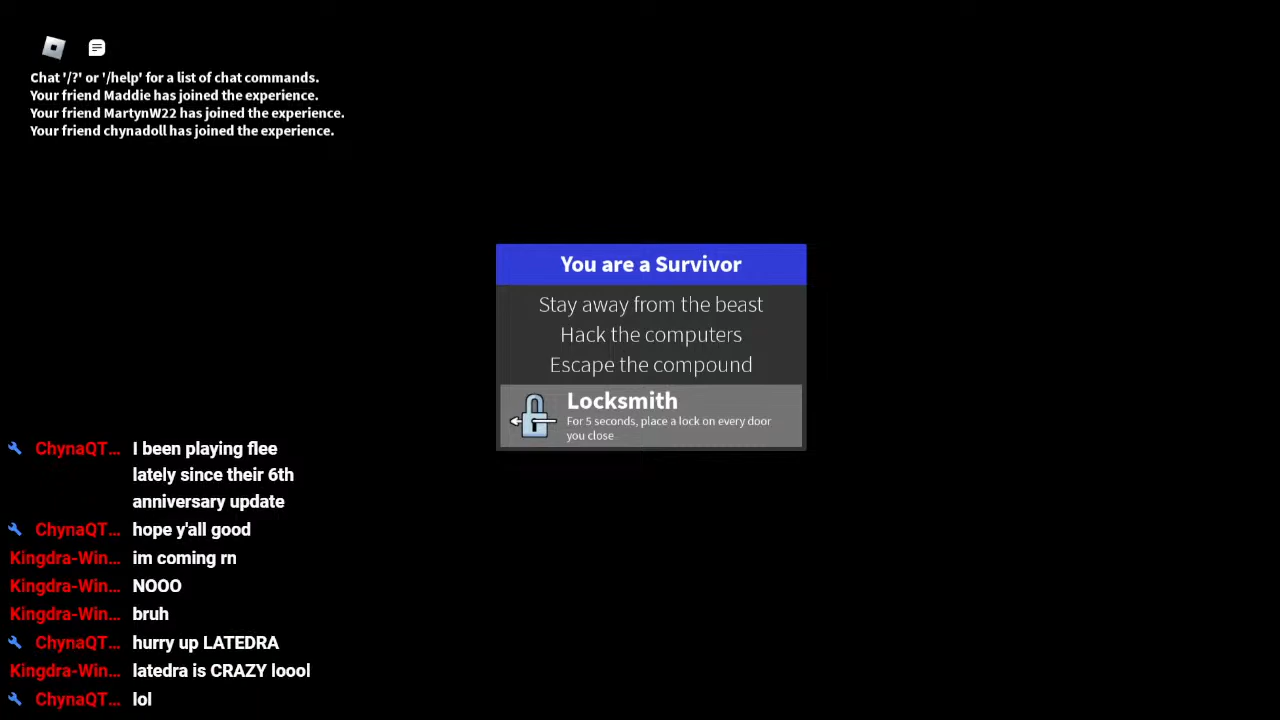 Chat '/?' or '/help' for a list of chat commands.
Your friend Maddie has joined the experience.
Your friend MartynW22 has joined the experience.
Your friend chynadoll has joined the experience.
You are a Survivor
Stay away from the beast
Hack the computers
Escape the compound
Locksmith
For 5 seconds, place a lock on every door
you close
ChynaQT... I been playing flee
lately since their 6th
anniversary update
ChynaQT... hope y'all good
Kingdra-Win... im coming rn
Kingdra-Win... NOOO
Kingdra-Win... bruh
ChynaQT... hurry up LATEDRA
Kingdra-Win... latedra is CRAZY loool
ChynaQT... lol